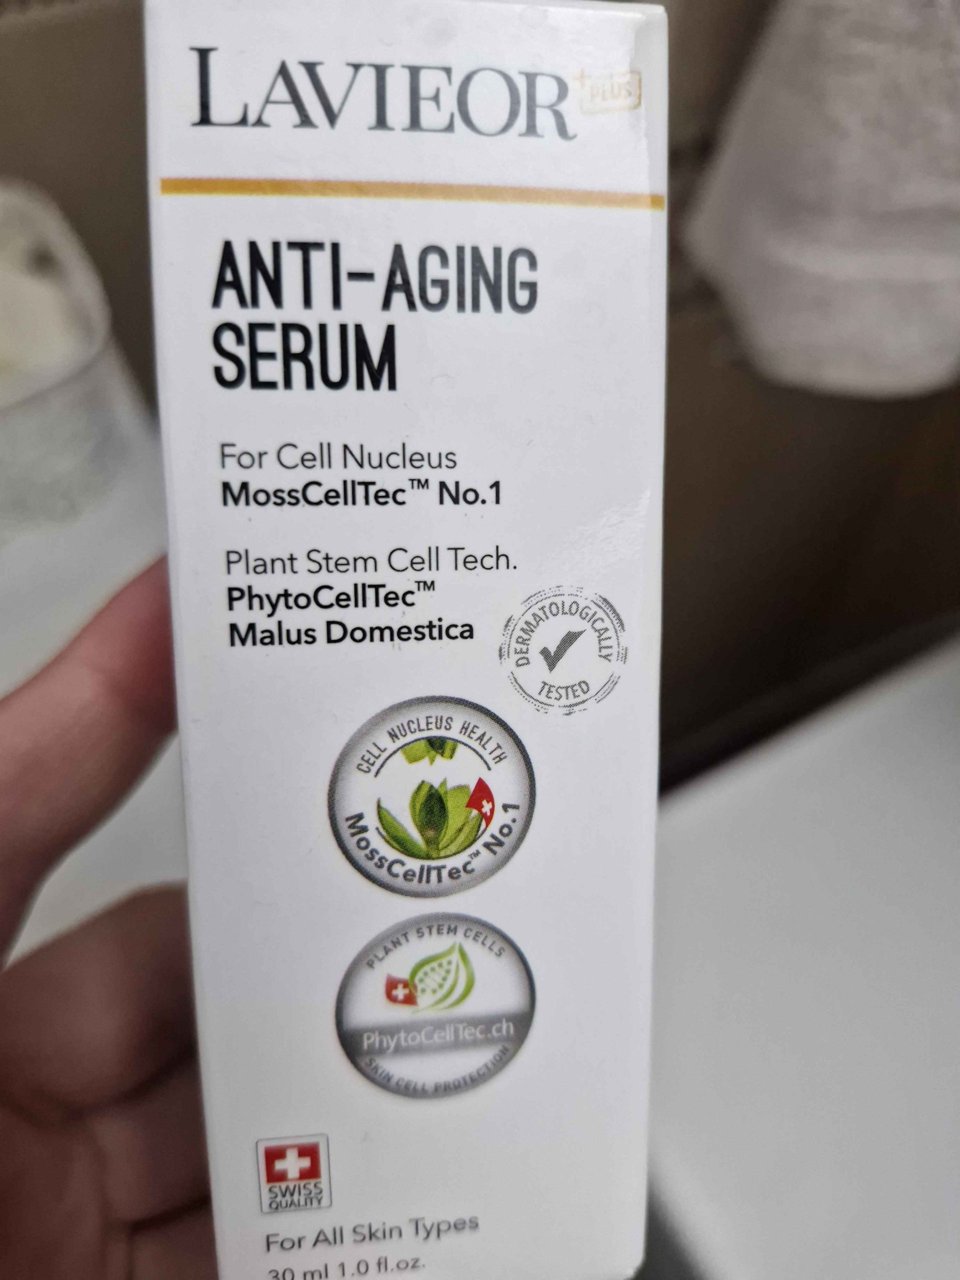 LAVIEOR
+PLUS
ANTI-AGING
SERUM
For Cell Nucleus
MossCellTec™ No.1
Plant Stem Cell Tech.
PhytoCellTec™
Malus Domestica
DERMATOLOGICALLY
TESTED
CELL NUCLEUS HEALTH
MossCellTec™ No.1
PLANT STEM CELLS
PhytoCellTec.ch
SKIN CELL PROTECTION
SWISS
QUALITY
For All Skin Types
30 ml 1.0 fl.oz.